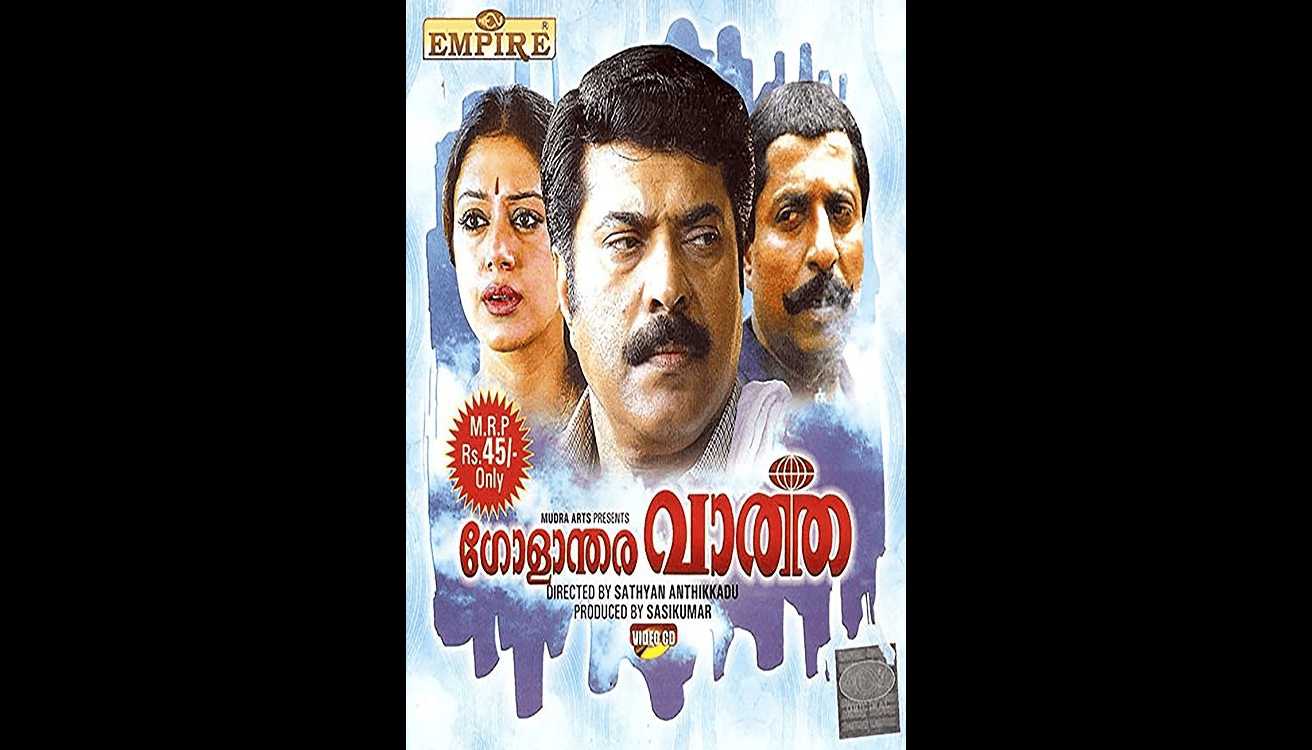 EMPIRE
M.R.P
Rs. 45/-
Only
MUDRA ARTS PRESENTS
ഗോളാന്തര വാർത്ത
DIRECTED BY SATHYAN ANTHIKKADU
PRODUCED BY SASIKUMAR
VIDEO CD